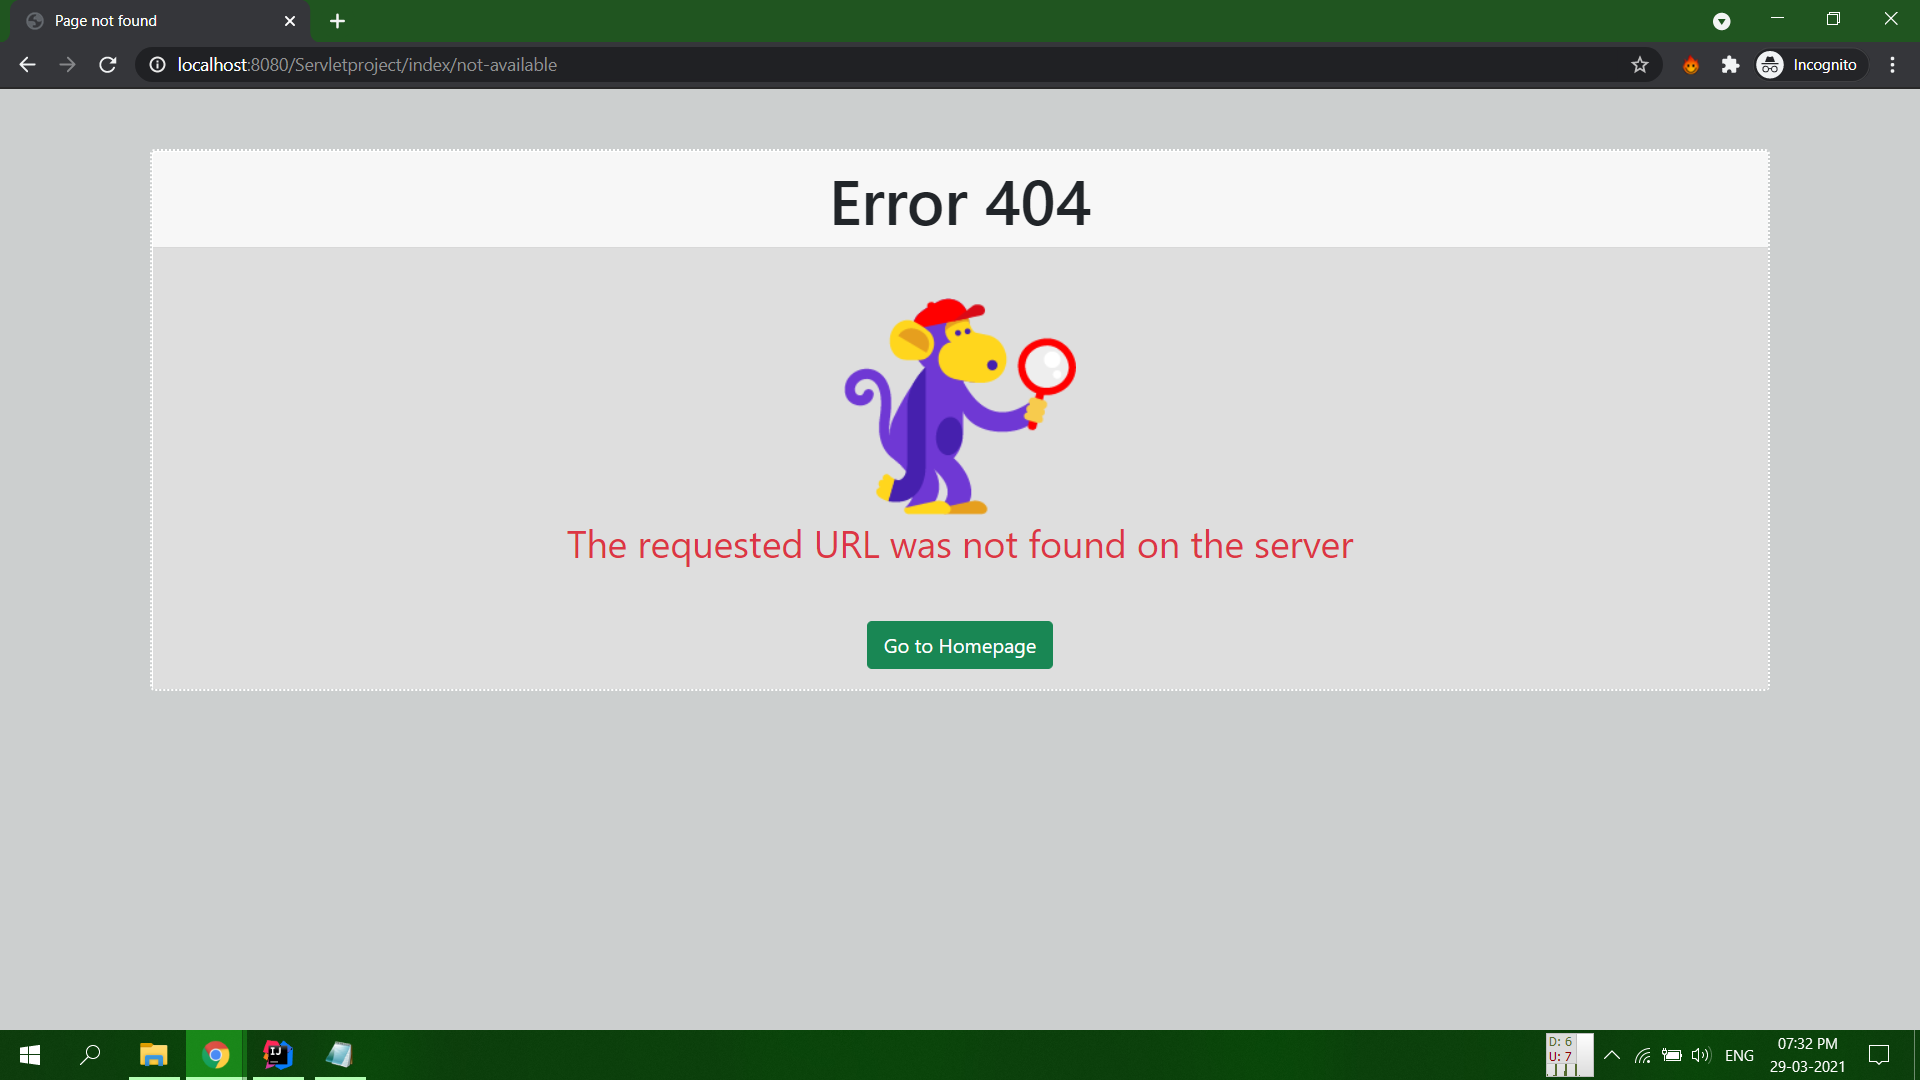 Page not found
localhost:8080/Servletproject/index/not-available
Incognito
Error 404
The requested URL was not found on the server
Go to Homepage
IJ
D: 6
U: 7
ENG
07:32 PM
29-03-2021